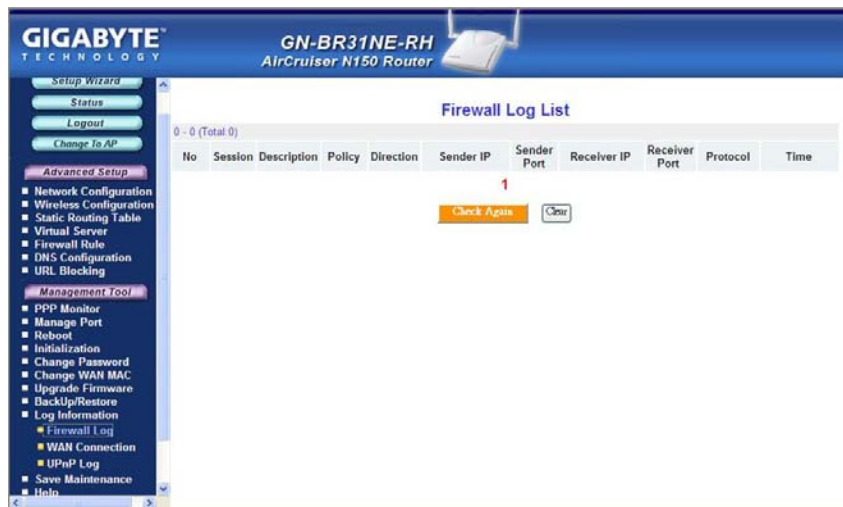 GIGABYTE™
TECHNOLOGY
GN-BR31NE-RH
AirCruiser N150 Router
Setup Wizard
Status
Logout
Change To AP
Advanced Setup
Network Configuration
Wireless Configuration
Static Routing Table
Virtual Server
Firewall Rule
DNS Configuration
URL Blocking
Management Tool
PPP Monitor
Manage Port
Reboot
Initialization
Change Password
Change WAN MAC
Upgrade Firmware
BackUp/Restore
Log Information
Firewall Log
WAN Connection
UPnP Log
Save Maintenance
Help
Firewall Log List
0 - 0 (Total 0)
No Session Description Policy Direction Sender IP Sender Port Receiver IP Receiver Port Protocol Time
1
Check Again Clear